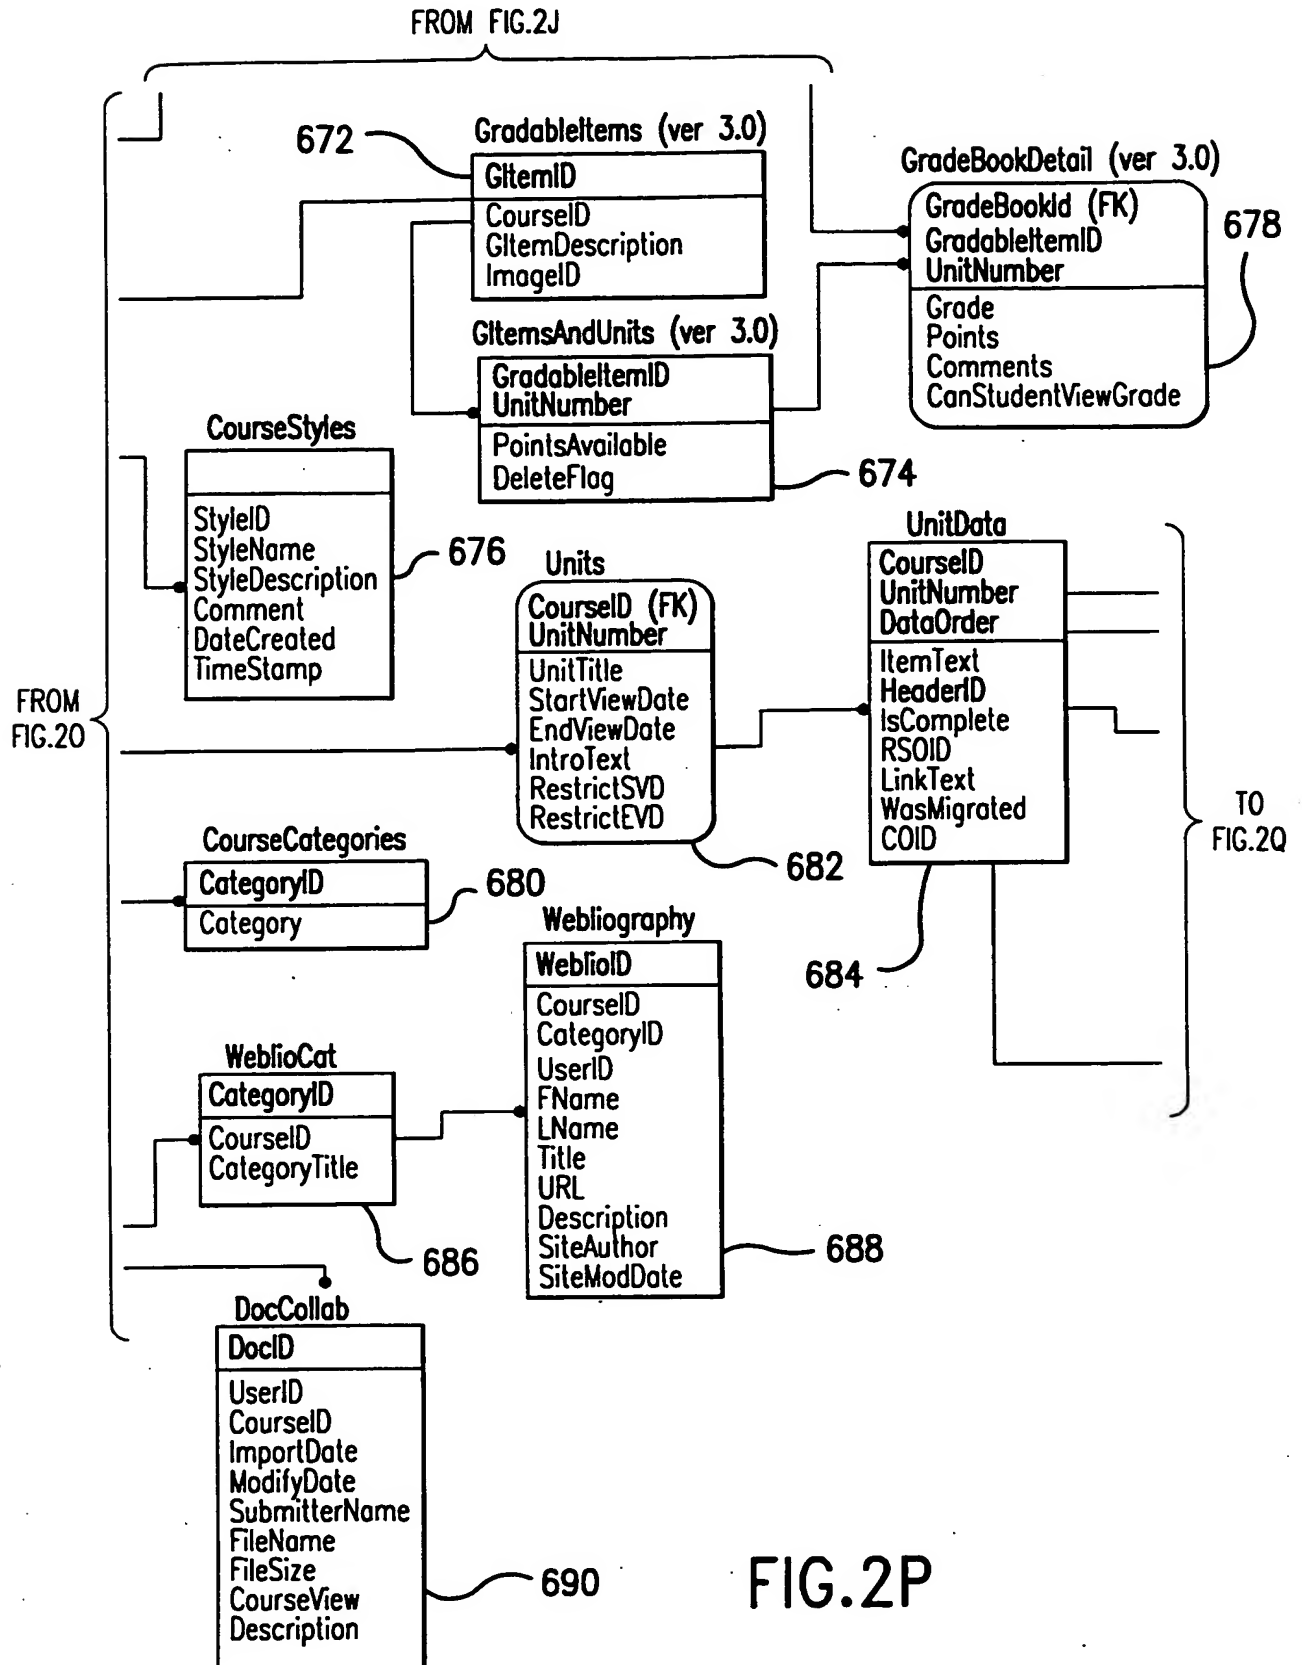 FROM FIG.2J
GradableItems (ver 3.0)
672
GItemID
CourseID
GItemDescription
ImageID
GradeBookDetail (ver 3.0)
GradeBookId (FK)
GradableItemID
UnitNumber
Grade
Points
Comments
CanStudentViewGrade
678
GItemsAndUnits (ver 3.0)
GradableItemID
UnitNumber
PointsAvailable
DeleteFlag
674
CourseStyles
StyleID
StyleName
StyleDescription
Comment
DateCreated
TimeStamp
676
Units
CourseID (FK)
UnitNumber
UnitTitle
StartViewDate
EndViewDate
IntroText
RestrictSVD
RestrictEVD
682
UnitData
CourseID
UnitNumber
DataOrder
ItemText
HeaderID
IsComplete
RSOID
LinkText
WasMigrated
COID
684
FROM
FIG.2O
TO
FIG.2Q
CourseCategories
CategoryID
Category
680
Webliography
WeblioID
CourseID
CategoryID
UserID
FName
LName
Title
URL
Description
SiteAuthor
SiteModDate
688
WeblioCat
CategoryID
CourseID
CategoryTitle
686
DocCollab
DocID
UserID
CourseID
ImportDate
ModifyDate
SubmitterName
FileName
FileSize
CourseView
Description
690
FIG.2P